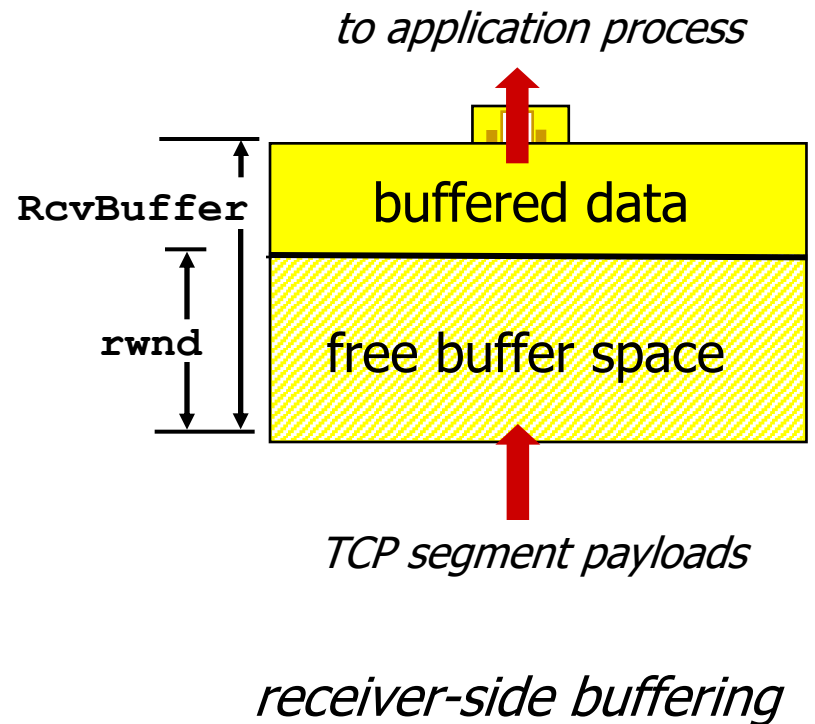 to application process
RcvBuffer
buffered data
rwnd
free buffer space
TCP segment payloads
receiver-side buffering